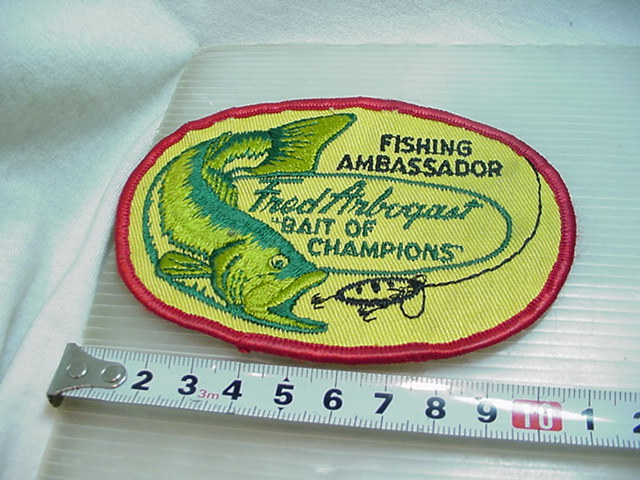 FISHING
AMBASSADOR
Fred Arbogast
"BAIT OF
CHAMPIONS"
2 3 3m 4 5 6 7 8 9 10 1 2